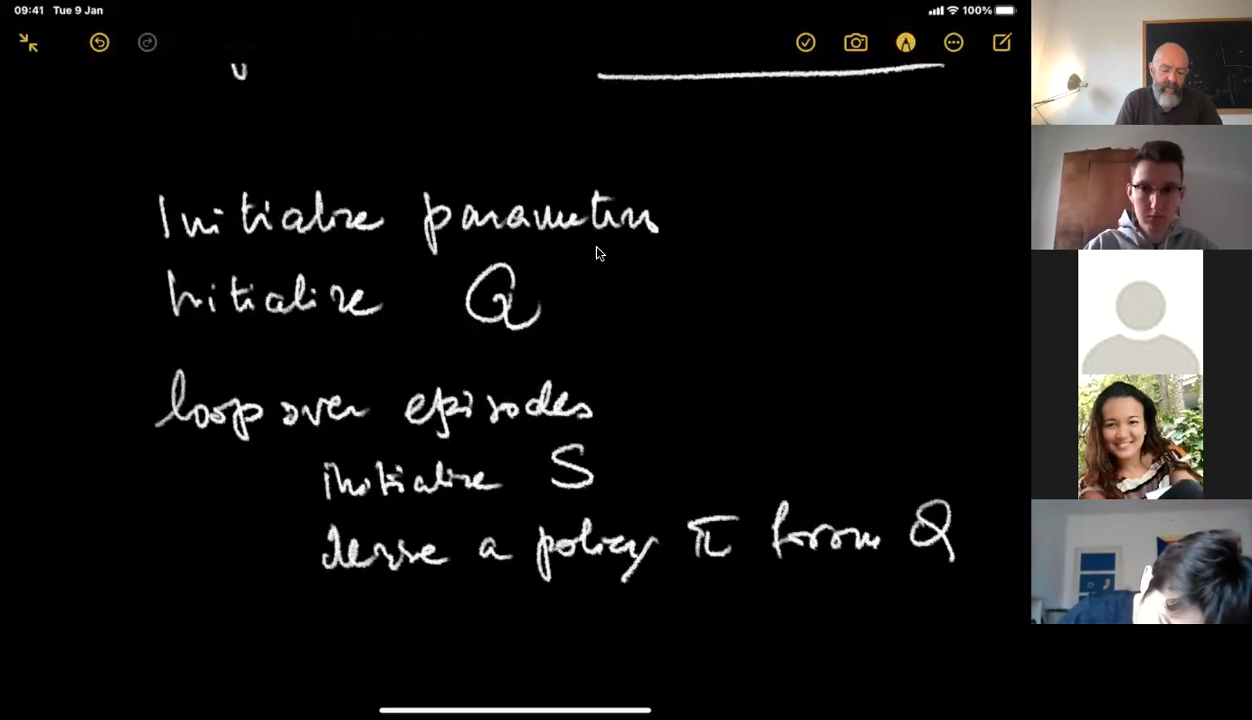 09:41 Tue 9 Jan 100%
Initialize parameters
Initialize Q
loop over episodes
initialize S
derive a policy π from Q